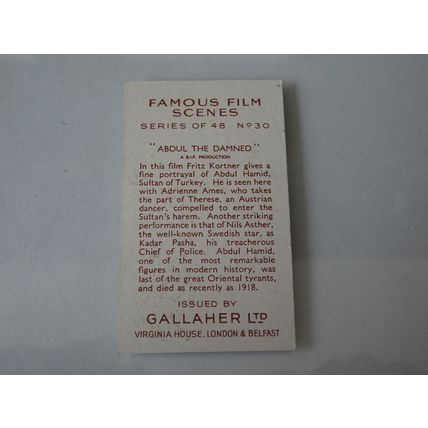 FAMOUS FILM
SCENES
SERIES OF 48. Nº 30
"ABDUL THE DAMNED"
A B.I.P. PRODUCTION
In this film Fritz Kortner gives a
fine portrayal of Abdul Hamid,
Sultan of Turkey. He is seen here
with Adrienne Ames, who takes
the part of Therese, an Austrian
dancer, compelled to enter the
Sultan's harem. Another striking
performance is that of Nils Asther,
the well-known Swedish star, as
Kadar Pasha, his treacherous
Chief of Police. Abdul Hamid,
one of the most remarkable
figures in modern history, was
last of the great Oriental tyrants,
and died as recently as 1918.
ISSUED BY
GALLAHER LTD
VIRGINIA HOUSE, LONDON & BELFAST